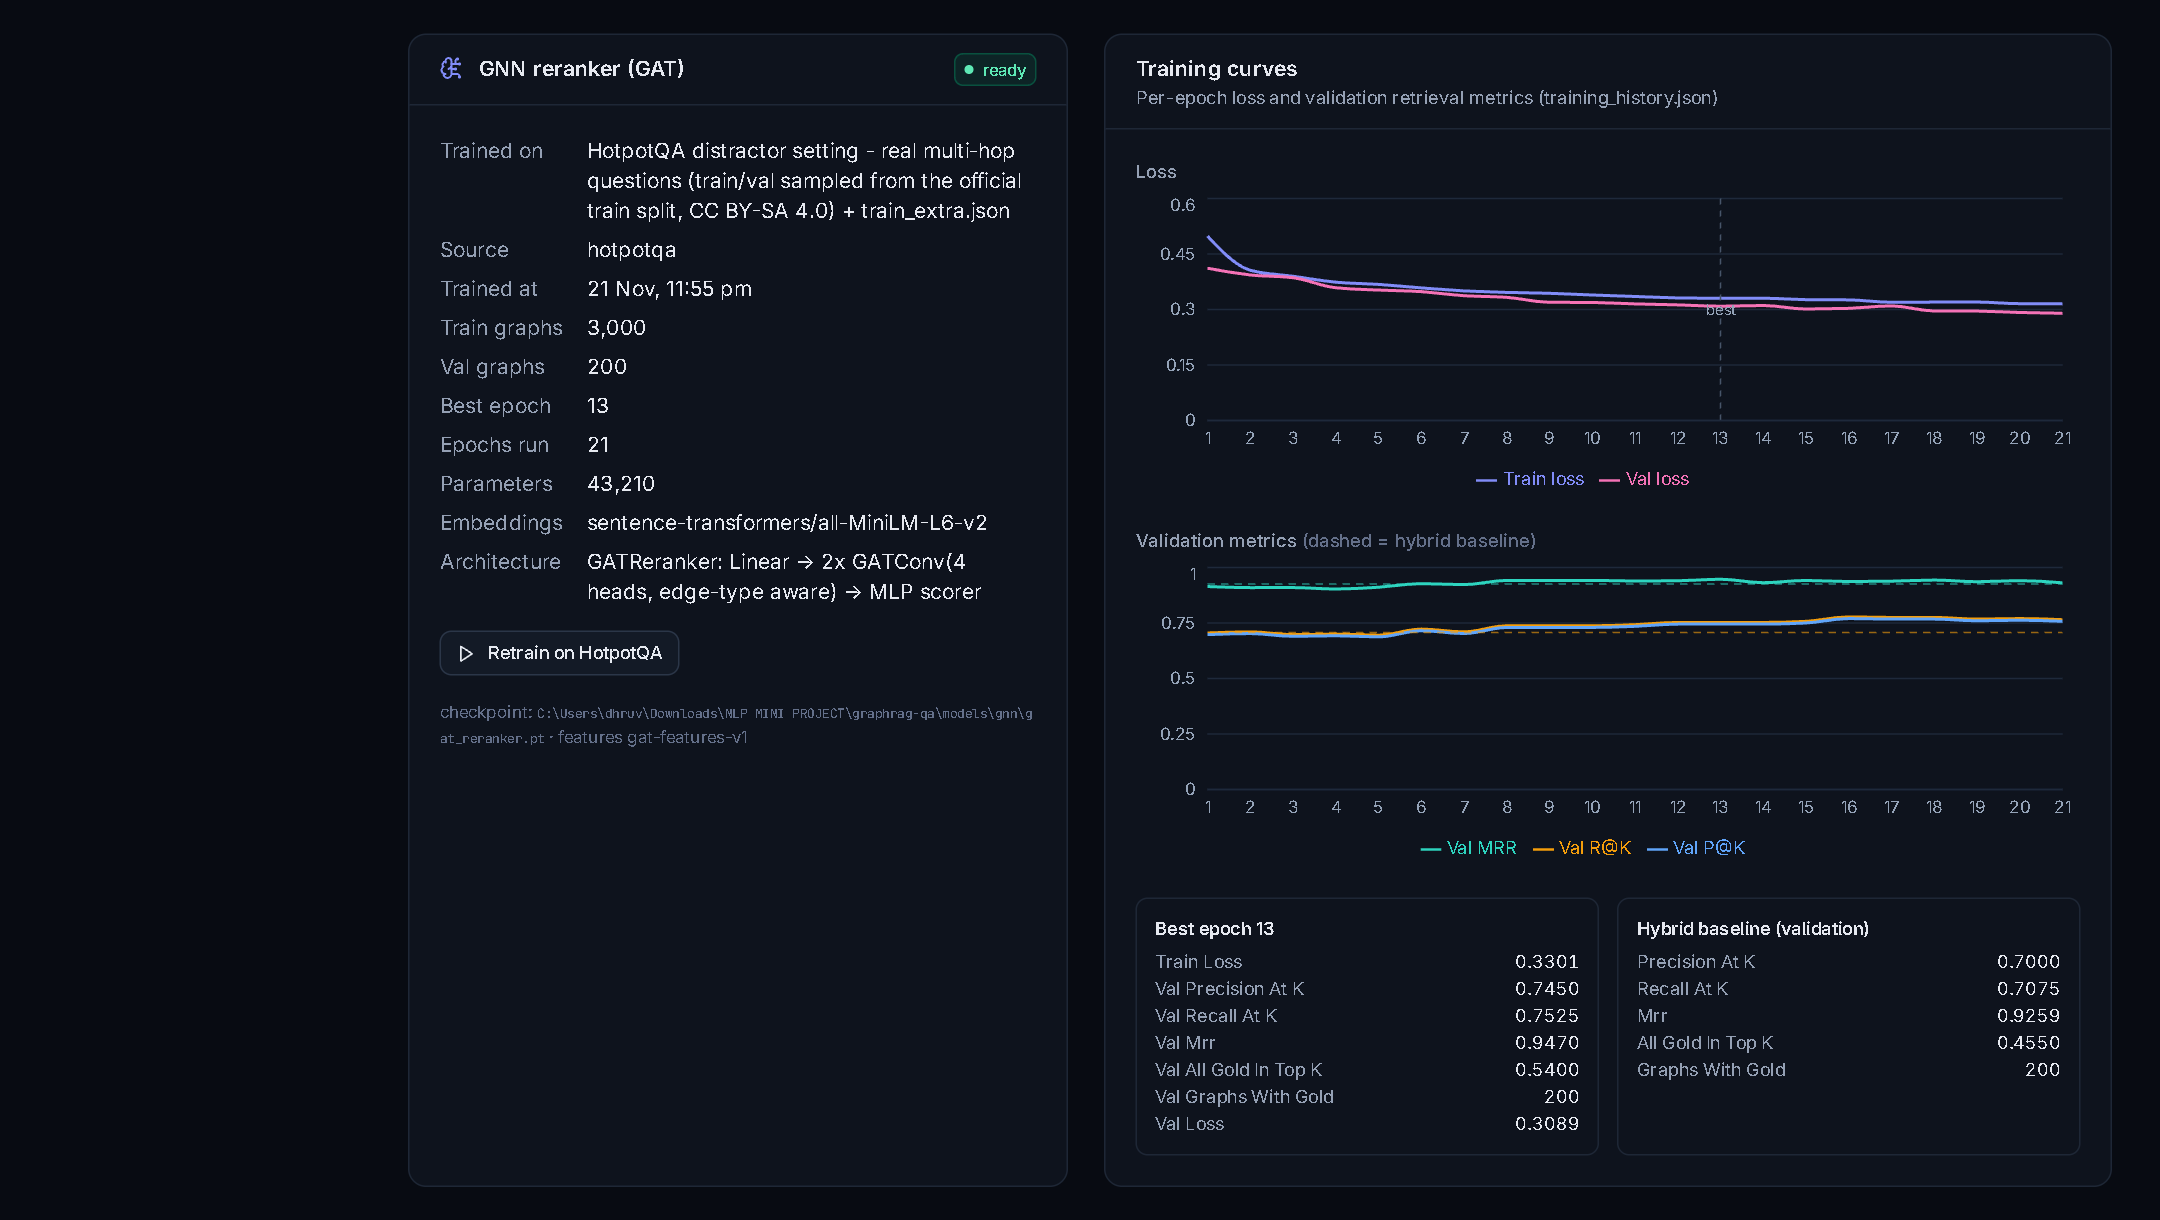 GNN reranker (GAT)
ready
Trained on
HotpotQA distractor setting - real multi-hop
questions (train/val sampled from the official
train split, CC BY-SA 4.0) + train_extra.json
Source
hotpotqa
Trained at
21 Nov, 11:55 pm
Train graphs
3,000
Val graphs
200
Best epoch
13
Epochs run
21
Parameters
43,210
Embeddings
sentence-transformers/all-MiniLM-L6-v2
Architecture
GATReranker: Linear → 2x GATConv(4
heads, edge-type aware) → MLP scorer
Retrain on HotpotQA
checkpoint: C:\Users\dhruv\Downloads\NLP MINI PROJECT\graphrag-qa\models\gnn\g
at_reranker.pt · features gat-features-v1
Training curves
Per-epoch loss and validation retrieval metrics (training_history.json)
Loss
0.6
0.45
0.3
0.15
0
best
1 2 3 4 5 6 7 8 9 10 11 12 13 14 15 16 17 18 19 20 21
Train loss Val loss
Validation metrics (dashed = hybrid baseline)
1
0.75
0.5
0.25
0
1 2 3 4 5 6 7 8 9 10 11 12 13 14 15 16 17 18 19 20 21
Val MRR Val R@K Val P@K
Best epoch 13
Train Loss 0.3301
Val Precision At K 0.7450
Val Recall At K 0.7525
Val Mrr 0.9470
Val All Gold In Top K 0.5400
Val Graphs With Gold 200
Val Loss 0.3089
Hybrid baseline (validation)
Precision At K 0.7000
Recall At K 0.7075
Mrr 0.9259
All Gold In Top K 0.4550
Graphs With Gold 200